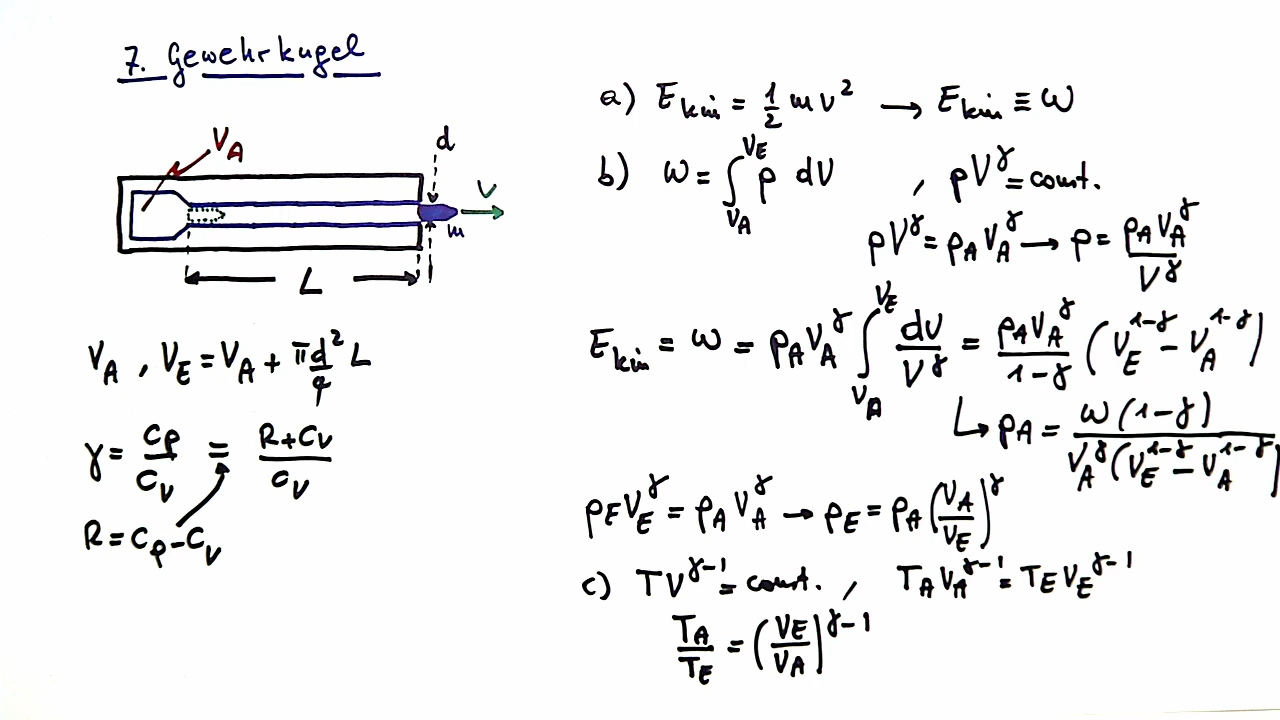 7. Gewehrkugel
V_A
d
v
m
L
V_A , V_E = V_A + πd²/4 L
γ = C_p/C_V = R+C_V/C_V
R = C_p - C_V
a) E_kin = 1/2 m v² → E_kin ≡ W
b) W = ∫_{V_A}^{V_E} p dV , pV^γ = const.
pV^γ = p_A V_A^γ → p = p_A V_A^γ / V^γ
E_kin = W = p_A V_A^γ ∫_{V_A}^{V_E} dV/V^γ = p_A V_A^γ/(1-γ) (V_E^{1-γ} - V_A^{1-γ})
↳ p_A = W(1-γ) / V_A^γ (V_E^{1-γ} - V_A^{1-γ})
p_E V_E^γ = p_A V_A^γ → p_E = p_A (V_A/V_E)^γ
c) TV^{γ-1} = const. , T_A V_A^{γ-1} = T_E V_E^{γ-1}
T_A/T_E = (V_E/V_A)^{γ-1}